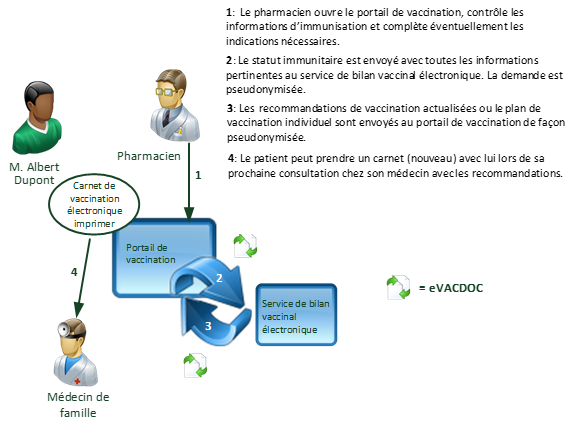 1: Le pharmacien ouvre le portail de vaccination, contrôle les
informations d’immunisation et complète éventuellement les
indications nécessaires.
2: Le statut immunitaire est envoyé avec toutes les informations
pertinentes au service de bilan vaccinal électronique. La demande est
pseudonymisée.
3: Les recommandations de vaccination actualisées ou le plan de
vaccination individuel sont envoyés au portail de vaccination de façon
pseudonymisée.
4: Le patient peut prendre un carnet (nouveau) avec lui lors de sa
prochaine consultation chez son médecin avec les recommandations.
M. Albert
Dupont
Pharmacien
1
Carnet de
vaccination
électronique
imprimer
Portail de
vaccination
4
2
3
Service de bilan
vaccinal
électronique
= eVACDOC
Médecin de
famille